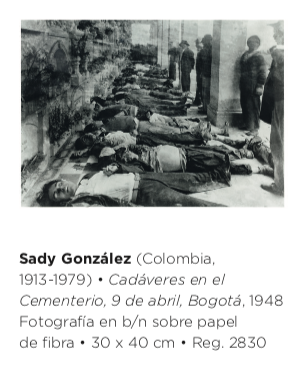 Sady González (Colombia,
1913-1979) • Cadáveres en el
Cementerio, 9 de abril, Bogotá, 1948
Fotografía en b/n sobre papel
de fibra • 30 x 40 cm • Reg. 2830